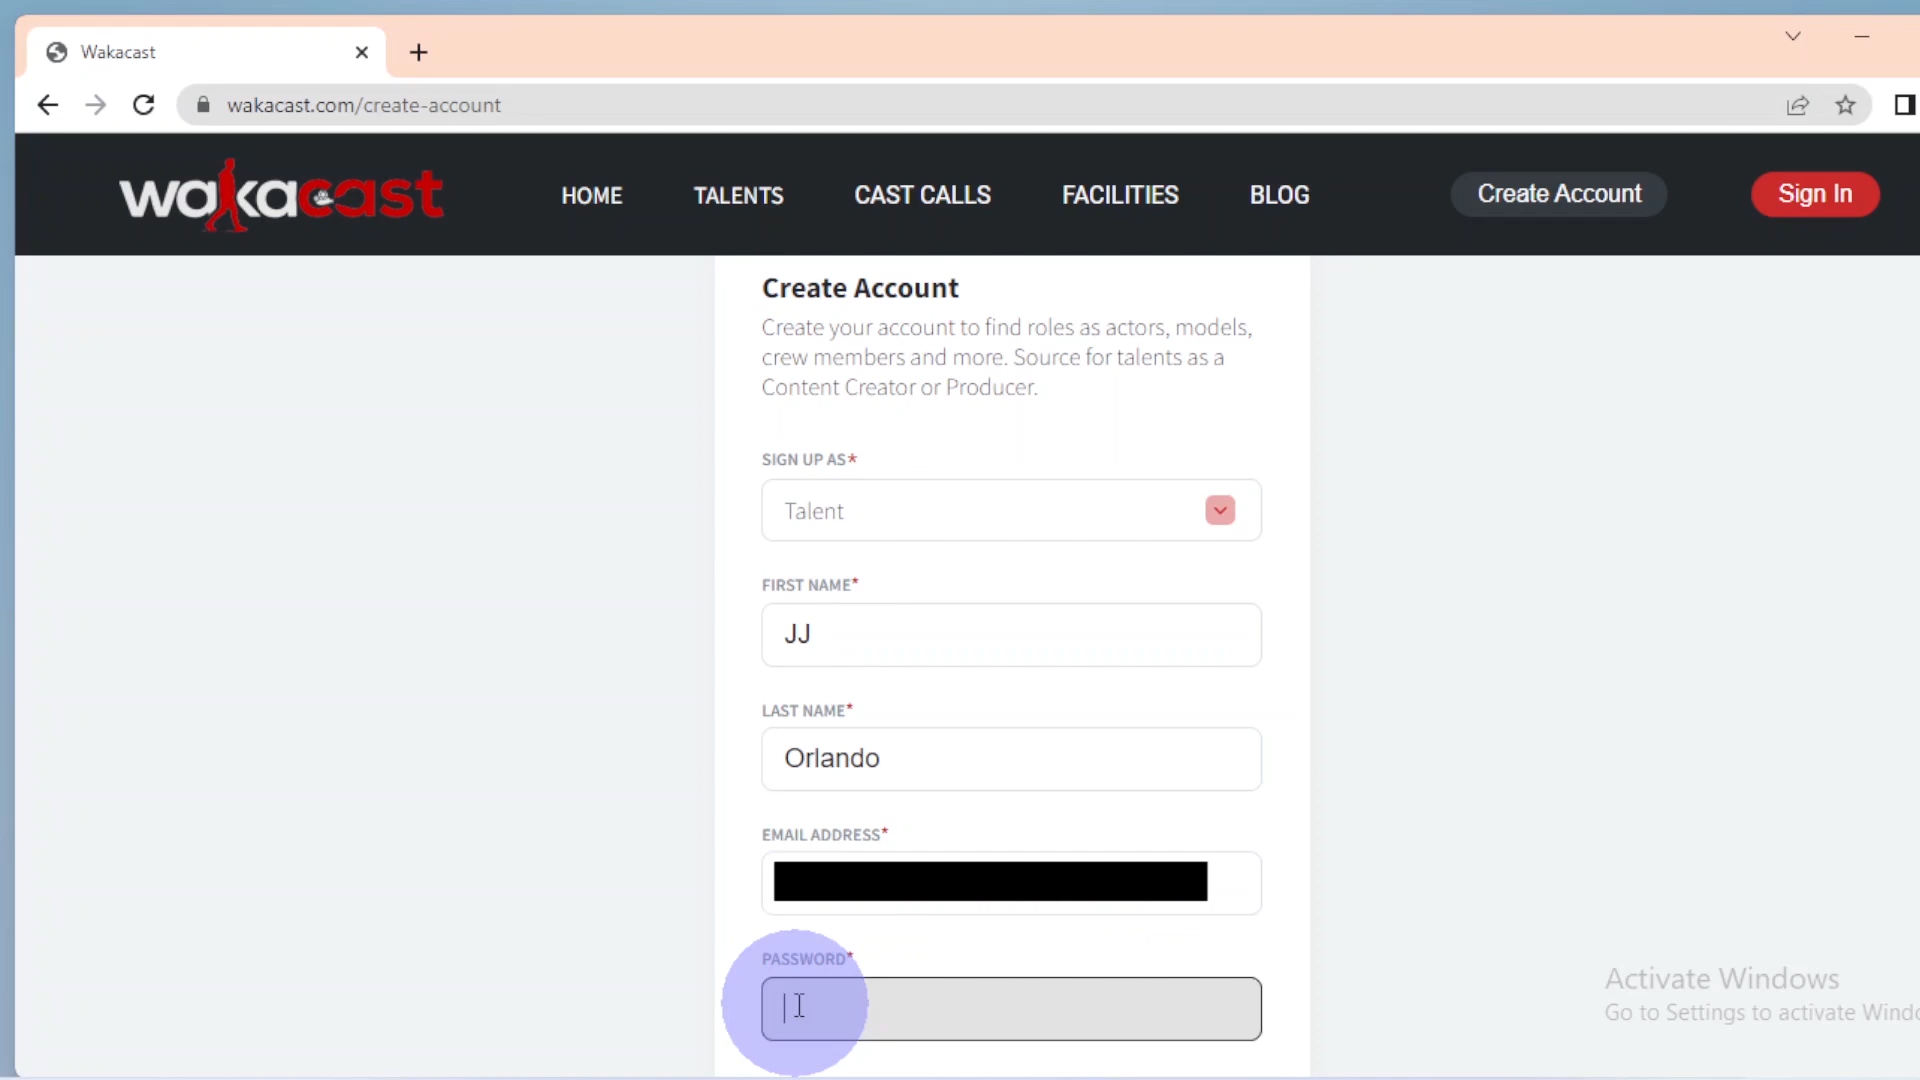 Wakacast
wakacast.com/create-account
wakacast
HOME
TALENTS
CAST CALLS
FACILITIES
BLOG
Create Account
Sign In
Create Account
Create your account to find roles as actors, models,
crew members and more. Source for talents as a
Content Creator or Producer.
SIGN UP AS*
Talent
FIRST NAME*
JJ
LAST NAME*
Orlando
EMAIL ADDRESS*
PASSWORD*
Activate Windows
Go to Settings to activate Windo